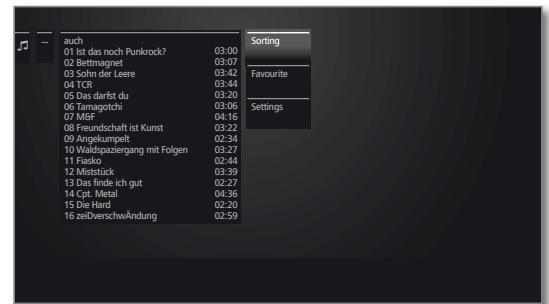 ...
auch
01 Ist das noch Punkrock? 03:00
02 Bettmagnet 03:07
03 Sohn der Leere 03:42
04 TCR 03:44
05 Das darfst du 03:20
06 Tamagotchi 03:06
07 M&F 04:16
08 Freundschaft ist Kunst 03:22
09 Angekumpelt 02:34
10 Waldspaziergang mit Folgen 03:27
11 Fiasko 02:44
12 Miststück 03:39
13 Das finde ich gut 02:27
14 Cpt. Metal 04:36
15 Die Hard 02:20
16 zeiDverschwÄndung 02:59
Sorting
Favourite
Settings